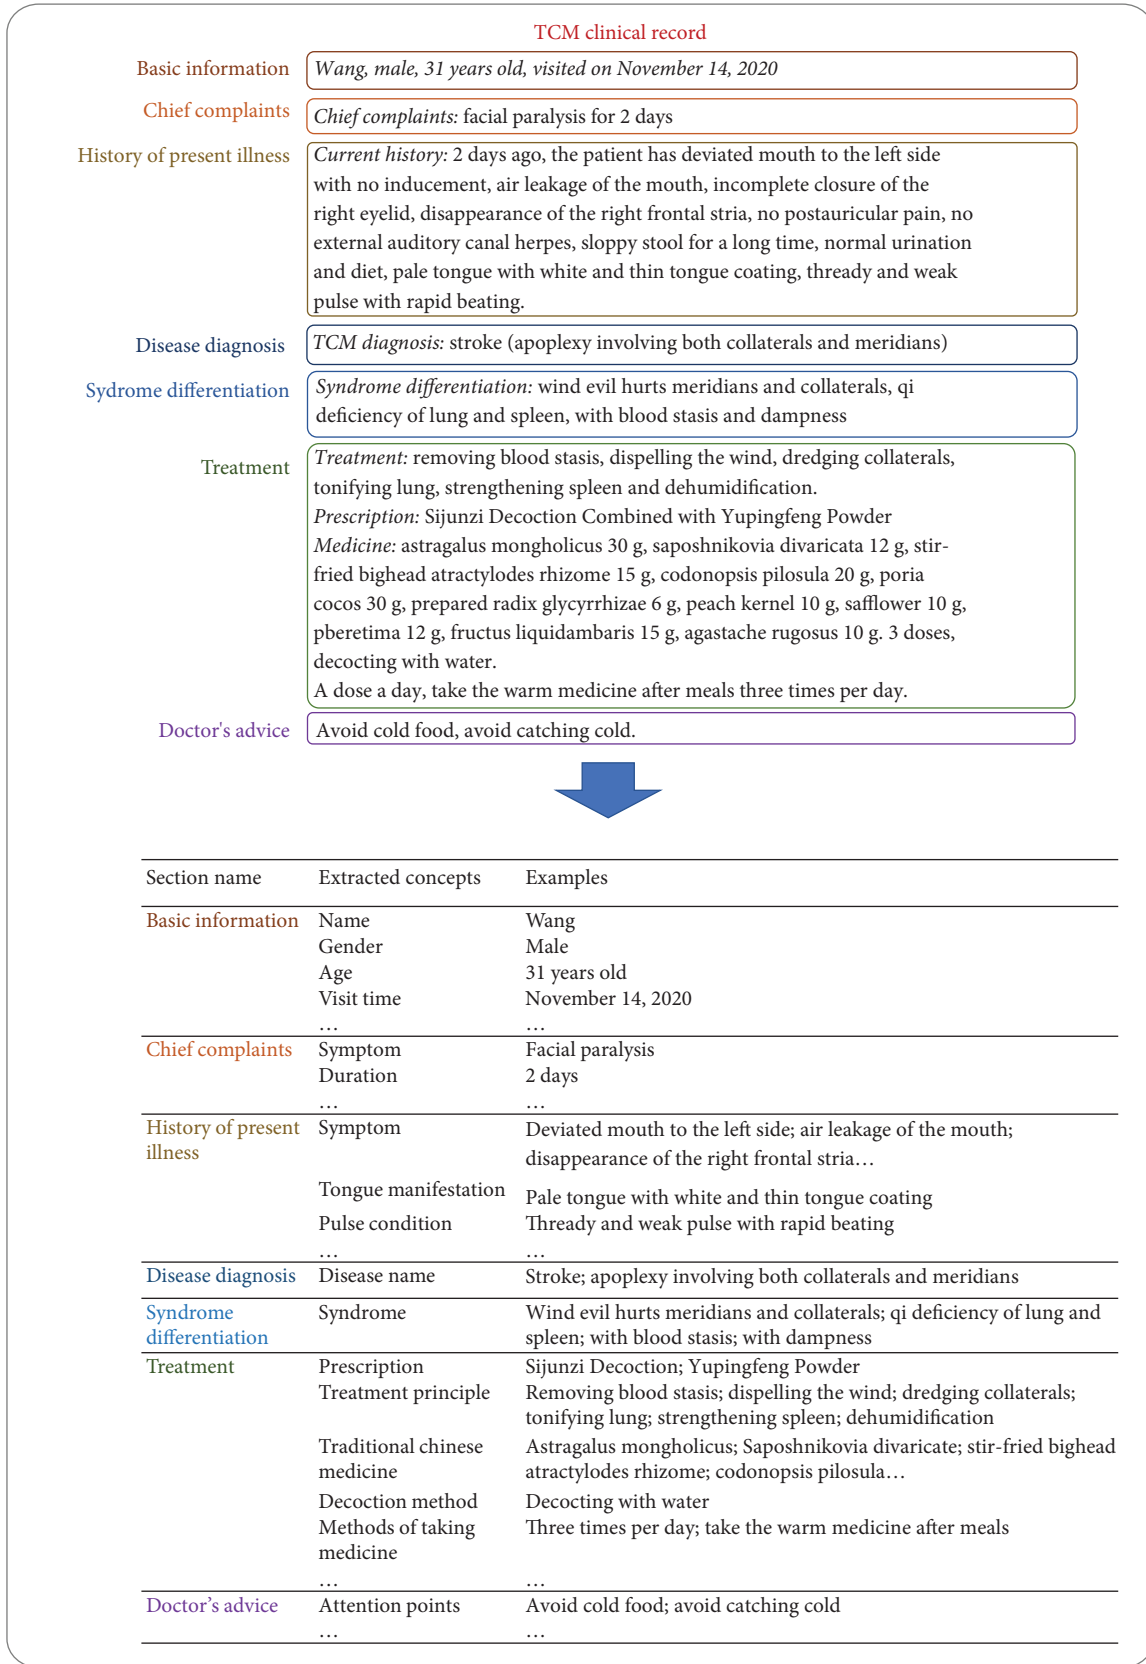 TCM clinical record
Basic information
Wang, male, 31 years old, visited on November 14, 2020
Chief complaints
Chief complaints: facial paralysis for 2 days
History of present illness
Current history: 2 days ago, the patient has deviated mouth to the left side
with no inducement, air leakage of the mouth, incomplete closure of the
right eyelid, disappearance of the right frontal stria, no postauricular pain, no
external auditory canal herpes, sloppy stool for a long time, normal urination
and diet, pale tongue with white and thin tongue coating, thready and weak
pulse with rapid beating.
Disease diagnosis
TCM diagnosis: stroke (apoplexy involving both collaterals and meridians)
Sydrome differentiation
Syndrome differentiation: wind evil hurts meridians and collaterals, qi
deficiency of lung and spleen, with blood stasis and dampness
Treatment
Treatment: removing blood stasis, dispelling the wind, dredging collaterals,
tonifying lung, strengthening spleen and dehumidification.
Prescription: Sijunzi Decoction Combined with Yupingfeng Powder
Medicine: astragalus mongholicus 30 g, saposhnikovia divaricata 12 g, stir-
fried bighead atractylodes rhizome 15 g, codonopsis pilosula 20 g, poria
cocos 30 g, prepared radix glycyrrhizae 6 g, peach kernel 10 g, safflower 10 g,
pberetima 12 g, fructus liquidambaris 15 g, agastache rugosus 10 g. 3 doses,
decocting with water.
A dose a day, take the warm medicine after meals three times per day.
Doctor's advice
Avoid cold food, avoid catching cold.
Section name Extracted concepts Examples
Basic information Name Wang
Gender Male
Age 31 years old
Visit time November 14, 2020
… …
Chief complaints Symptom Facial paralysis
Duration 2 days
… …
History of present Symptom Deviated mouth to the left side; air leakage of the mouth;
illness disappearance of the right frontal stria…
Tongue manifestation Pale tongue with white and thin tongue coating
Pulse condition Thready and weak pulse with rapid beating
… …
Disease diagnosis Disease name Stroke; apoplexy involving both collaterals and meridians
Syndrome Syndrome Wind evil hurts meridians and collaterals; qi deficiency of lung and
differentiation spleen; with blood stasis; with dampness
Treatment Prescription Sijunzi Decoction; Yupingfeng Powder
Treatment principle Removing blood stasis; dispelling the wind; dredging collaterals;
tonifying lung; strengthening spleen; dehumidification
Traditional chinese Astragalus mongholicus; Saposhnikovia divaricate; stir-fried bighead
medicine atractylodes rhizome; codonopsis pilosula…
Decoction method Decocting with water
Methods of taking Three times per day; take the warm medicine after meals
medicine
… …
Doctor’s advice Attention points Avoid cold food; avoid catching cold
… …